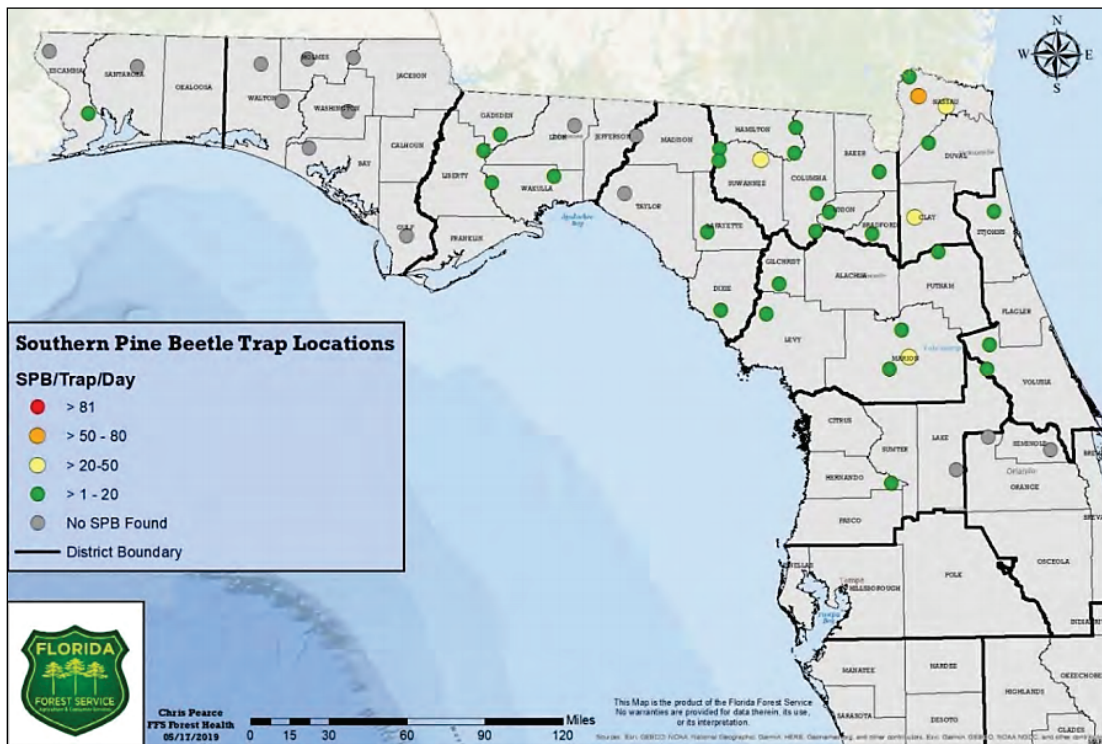 N
W E
S
ESCAMBIA
SANTA ROSA
OKALOOSA
WALTON
HOLMES
WASHINGTON
JACKSON
BAY
CALHOUN
GULF
GADSDEN
LIBERTY
LEON
WAKULLA
FRANKLIN
JEFFERSON
MADISON
TAYLOR
HAMILTON
SUWANNEE
LAFAYETTE
DIXIE
COLUMBIA
BAKER
NASSAU
DUVAL
UNION
BRADFORD
CLAY
ST JOHNS
GILCHRIST
ALACHUA
PUTNAM
FLAGLER
LEVY
MARION
VOLUSIA
CITRUS
SUMTER
LAKE
SEMINOLE
Orlando
ORANGE
HERNANDO
PASCO
OSCEOLA
POLK
Tampa
HILLSBOROUGH
Tampa
Bay
MANATEE
HARDEE
HIGHLANDS
SARASOTA
DESOTO
GLADES
Southern Pine Beetle Trap Locations
SPB/Trap/Day
> 81
> 50 - 80
> 20-50
> 1 - 20
No SPB Found
District Boundary
FLORIDA
FOREST SERVICE
Agriculture & Consumer Services
Chris Pearce
FFS Forest Health
05/17/2019
0 15 30 60 90 120 Miles
This Map is the product of the Florida Forest Service
No warranties are provided for data therein, its use,
or its interpretation.